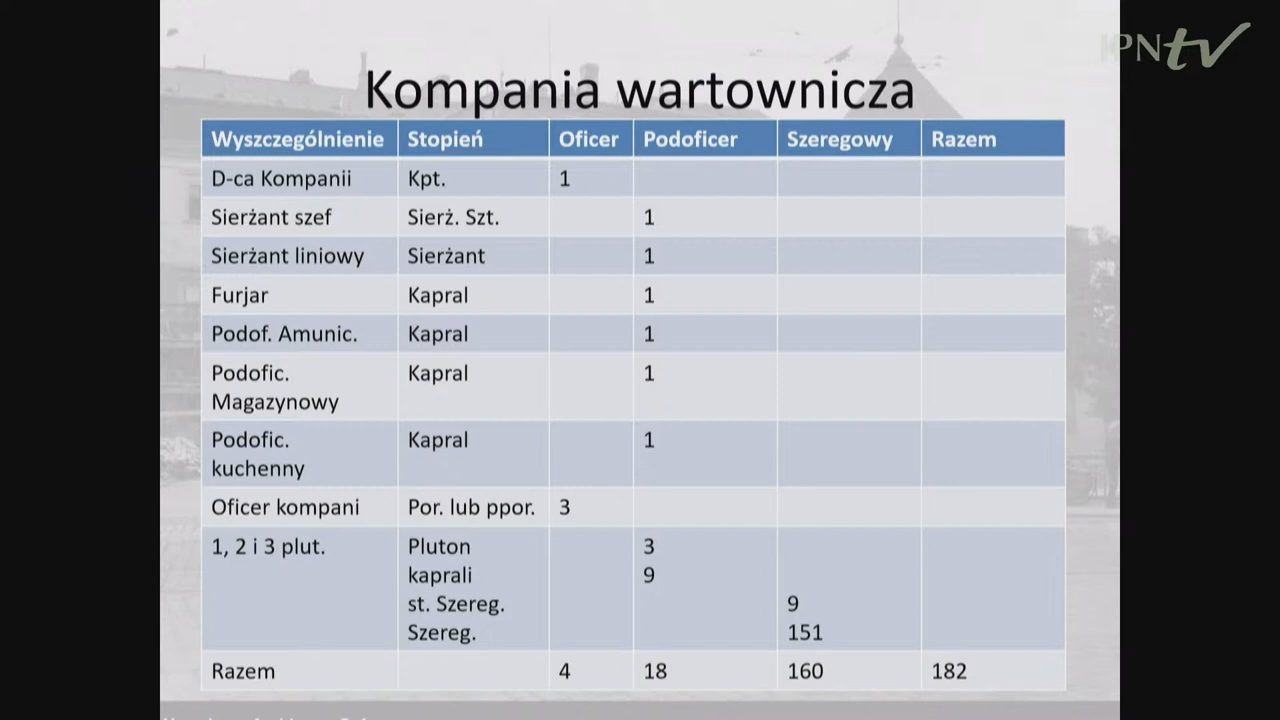 IPNtv
Kompania wartownicza
Wyszczególnienie Stopień Oficer Podoficer Szeregowy Razem
D-ca Kompanii Kpt. 1
Sierżant szef Sierż. Szt. 1
Sierżant liniowy Sierżant 1
Furjar Kapral 1
Podof. Amunic. Kapral 1
Podofic. Kapral 1
Magazynowy
Podofic. Kapral 1
kuchenny
Oficer kompani Por. lub ppor. 3
1, 2 i 3 plut. Pluton 3
kaprali 9
st. Szereg. 9
Szereg. 151
Razem 4 18 160 182